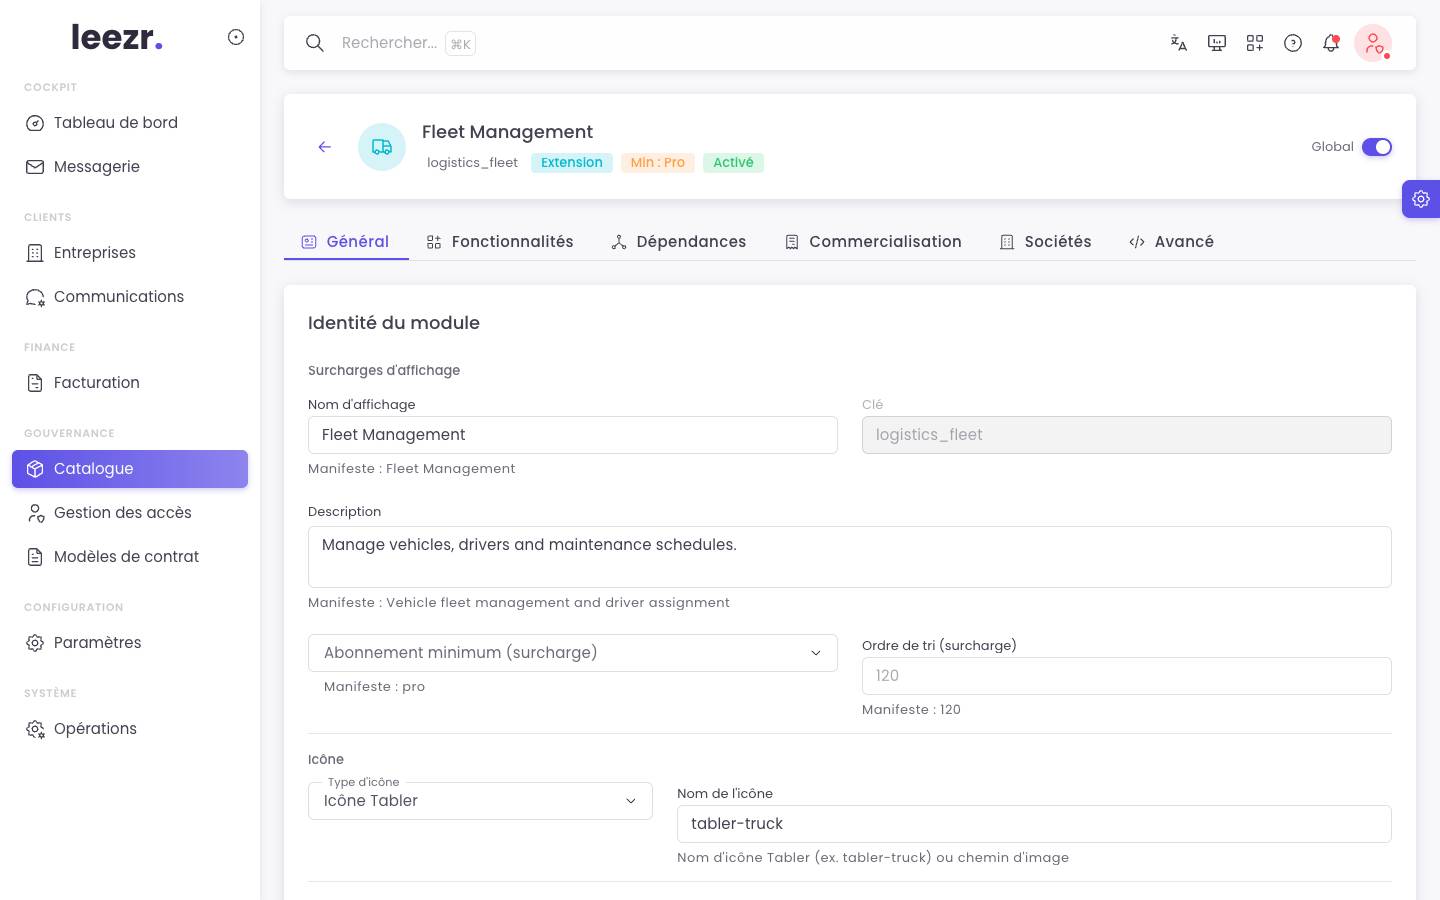 leezr.
COCKPIT
Tableau de bord
Messagerie
CLIENTS
Entreprises
Communications
FINANCE
Facturation
GOUVERNANCE
Catalogue
Gestion des accès
Modèles de contrat
CONFIGURATION
Paramètres
SYSTÈME
Opérations
Rechercher... ⌘K
Fleet Management
logistics_fleet Extension Min : Pro Activé
Global
Général Fonctionnalités Dépendances Commercialisation Sociétés Avancé
Identité du module
Surcharges d'affichage
Nom d'affichage
Fleet Management
Manifeste : Fleet Management
Clé
logistics_fleet
Description
Manage vehicles, drivers and maintenance schedules.
Manifeste : Vehicle fleet management and driver assignment
Abonnement minimum (surcharge)
Manifeste : pro
Ordre de tri (surcharge)
120
Manifeste : 120
Icône
Type d'icône
Icône Tabler
Nom de l'icône
tabler-truck
Nom d'icône Tabler (ex. tabler-truck) ou chemin d'image